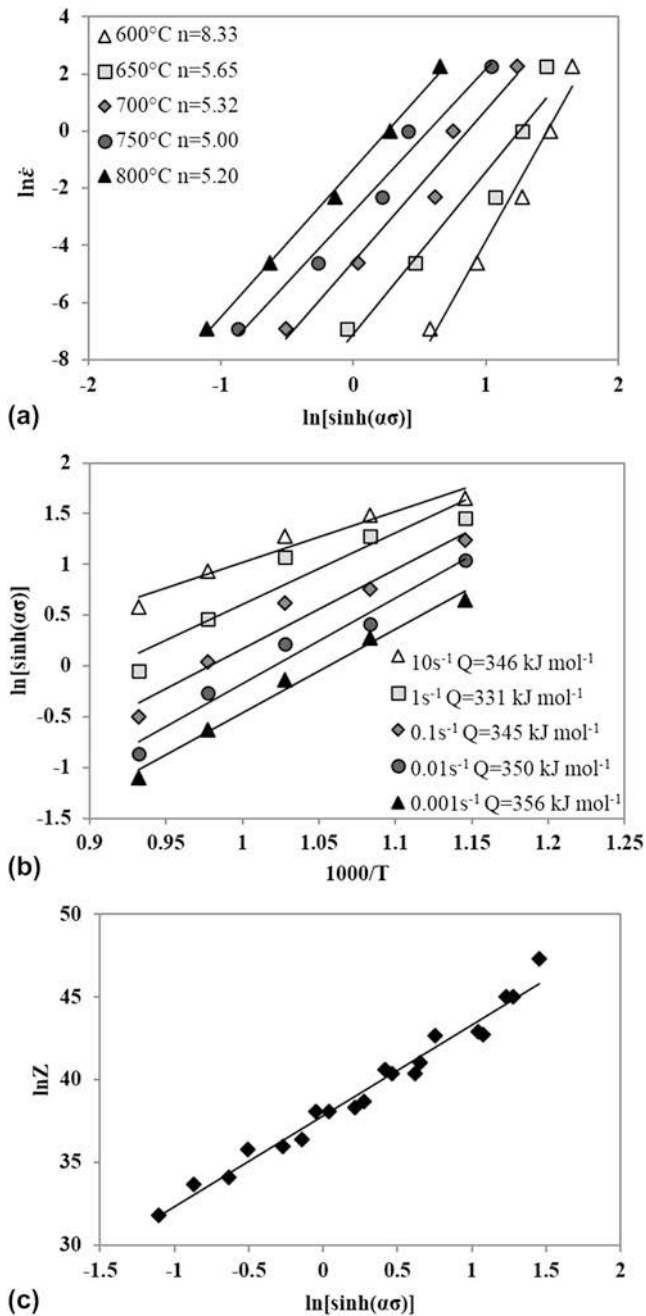 4
2
0
-2
-4
-6
-8
lnε̇
600°C n=8.33
650°C n=5.65
700°C n=5.32
750°C n=5.00
800°C n=5.20
-2
-1
0
1
2
ln[sinh(ασ)]
(a)
2
1.5
1
0.5
0
-0.5
-1
-1.5
ln[sinh(ασ)]
10s⁻¹ Q=346 kJ mol⁻¹
1s⁻¹ Q=331 kJ mol⁻¹
0.1s⁻¹ Q=345 kJ mol⁻¹
0.01s⁻¹ Q=350 kJ mol⁻¹
0.001s⁻¹ Q=356 kJ mol⁻¹
0.9
0.95
1
1.05
1.1
1.15
1.2
1.25
1000/T
(b)
50
45
40
35
30
lnZ
-1.5
-1
-0.5
0
0.5
1
1.5
2
ln[sinh(ασ)]
(c)